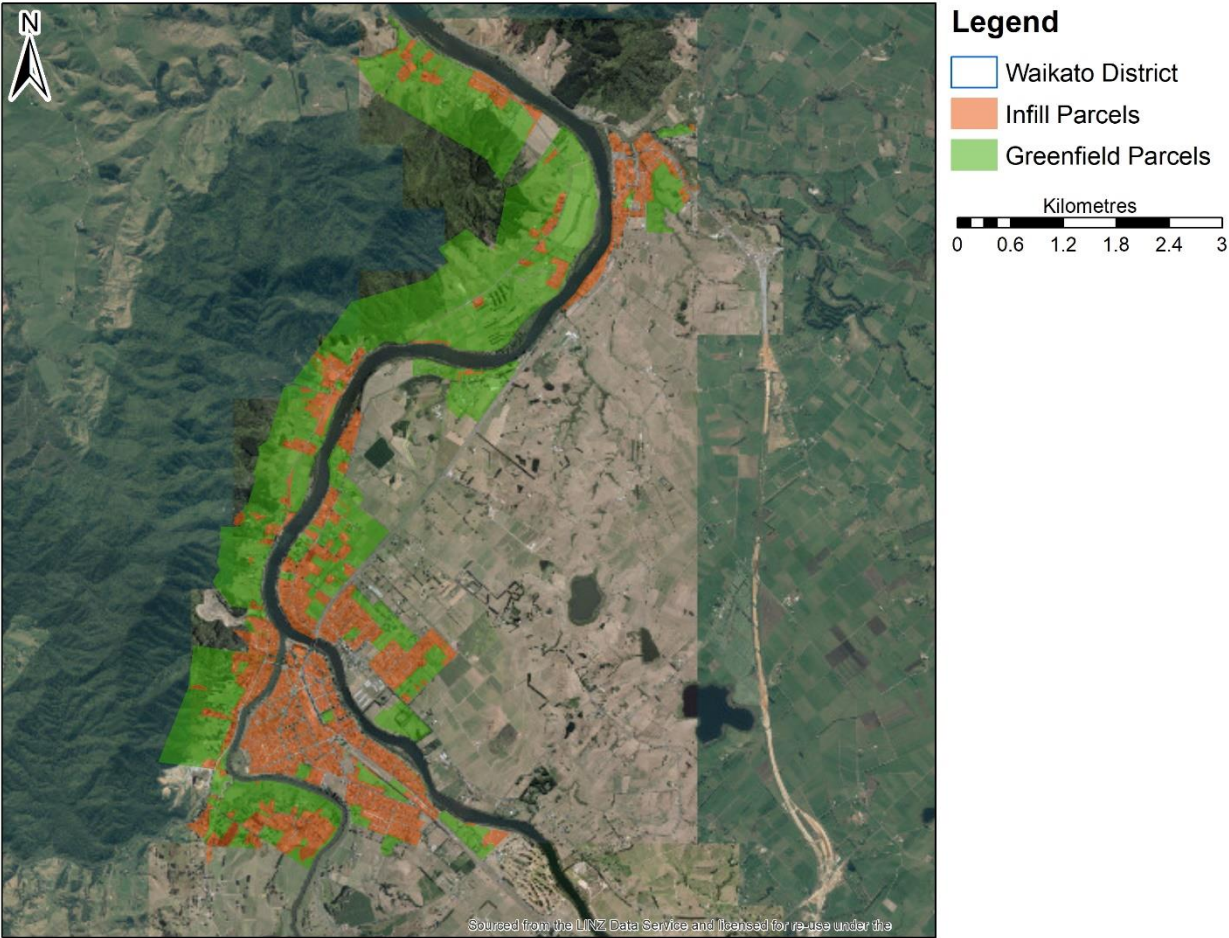 N
Legend
Waikato District
Infill Parcels
Greenfield Parcels
Kilometres
0 0.6 1.2 1.8 2.4 3
Sourced from the LINZ Data Service and licensed for re-use under the